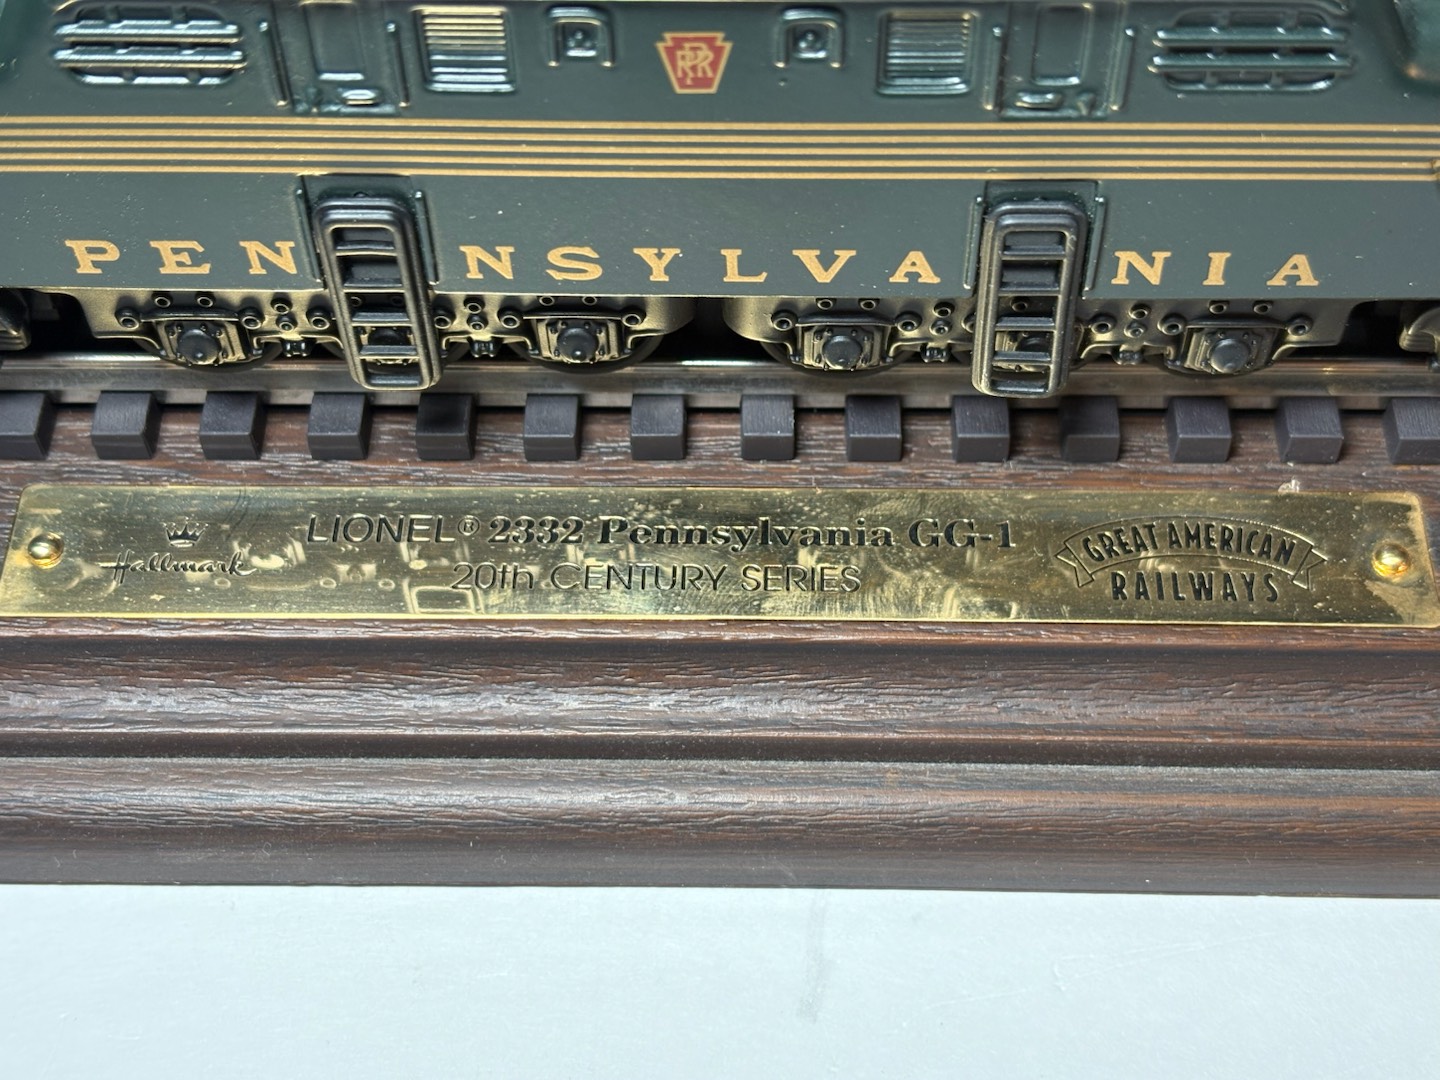 PRR
PENNSYLVANIA
Hallmark
LIONEL® 2332 Pennsylvania GG-1
20th CENTURY SERIES
GREAT AMERICAN
RAILWAYS